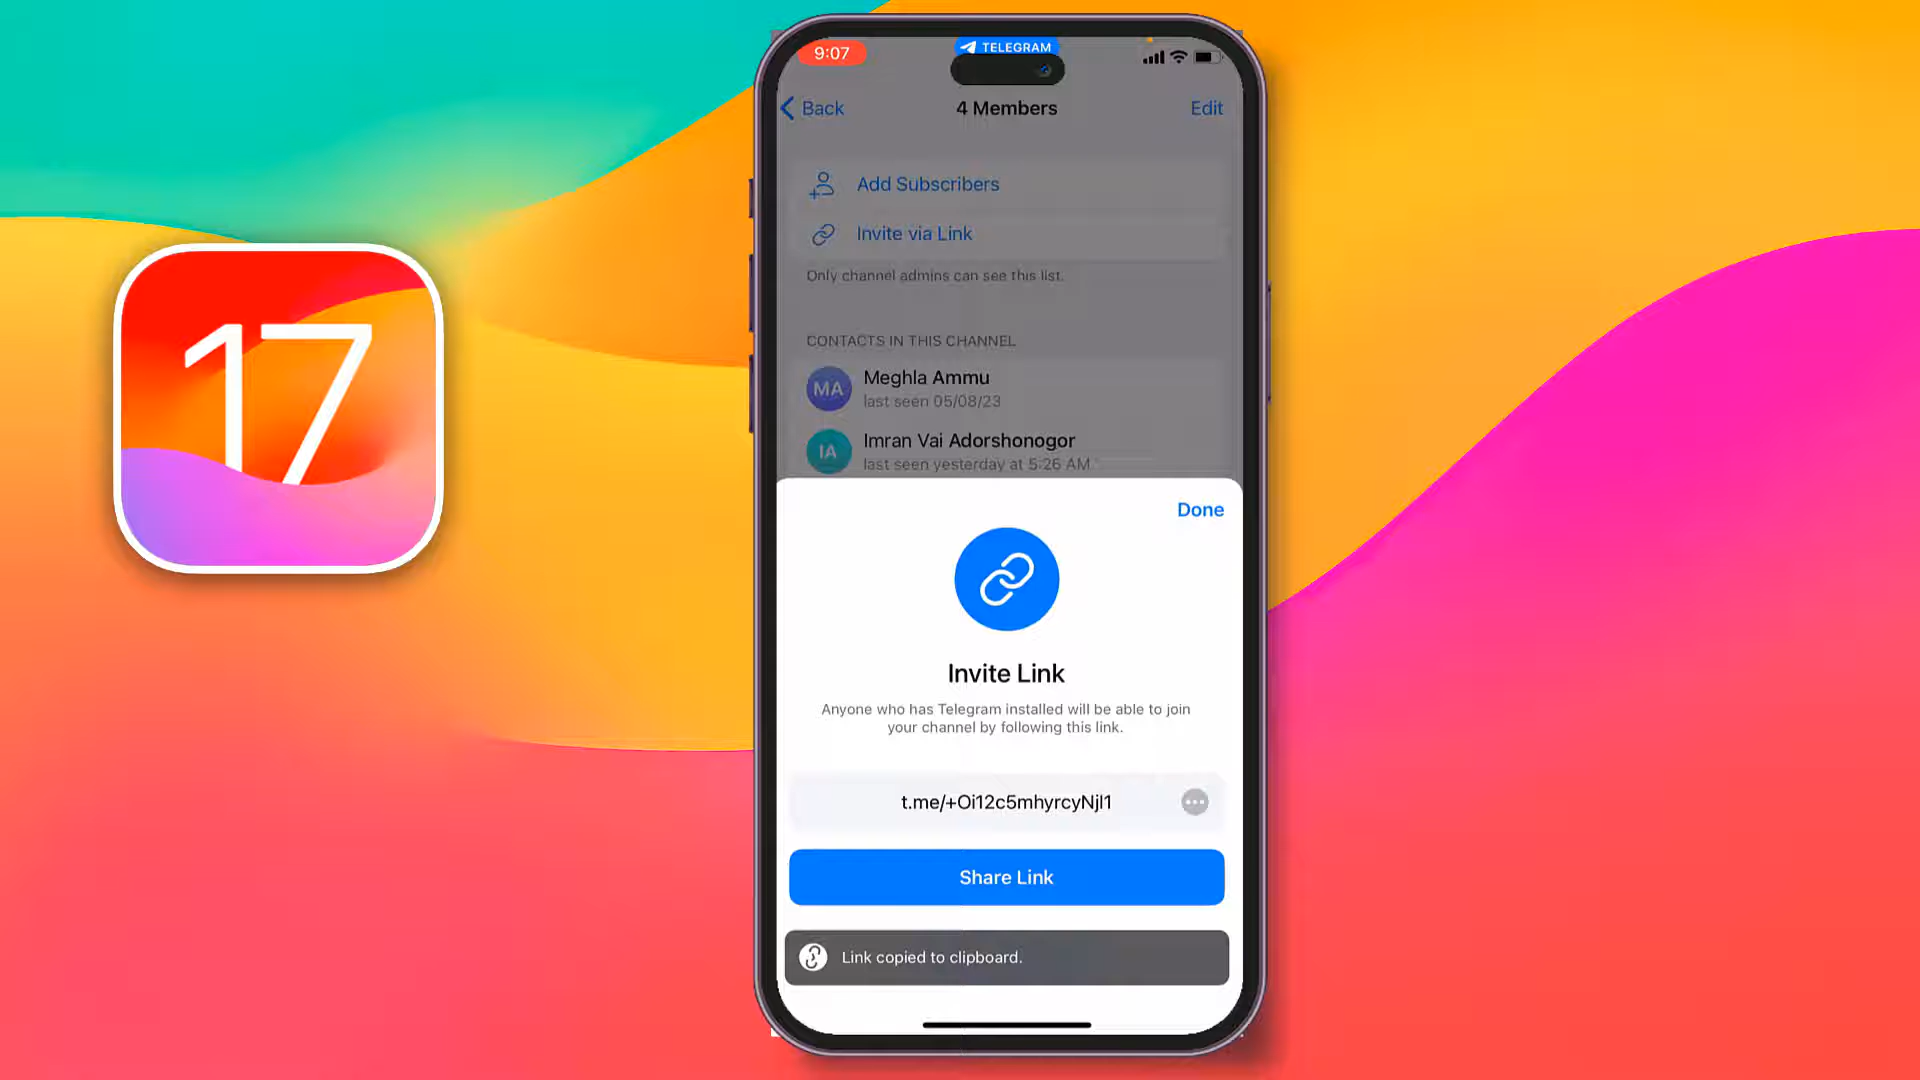 17
9:07
TELEGRAM
Back
4 Members
Edit
Add Subscribers
Invite via Link
Only channel admins can see this list.
CONTACTS IN THIS CHANNEL
MA
Meghla Ammu
last seen 05/08/23
IA
Imran Vai Adorshonogor
last seen yesterday at 5:26 AM
Done
Invite Link
Anyone who has Telegram installed will be able to join
your channel by following this link.
t.me/+Oi12c5mhyrcyNjI1
Share Link
Link copied to clipboard.